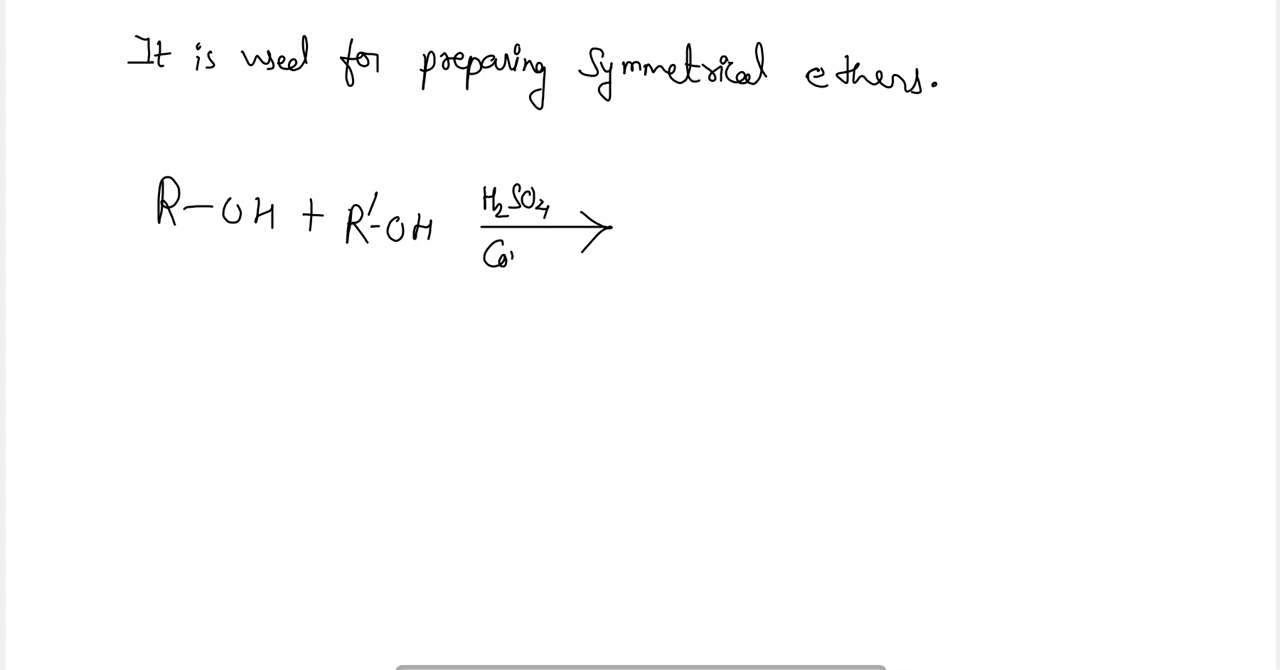 It is used for preparing Symmetrical ethers.
R-OH + R'-OH H2SO4